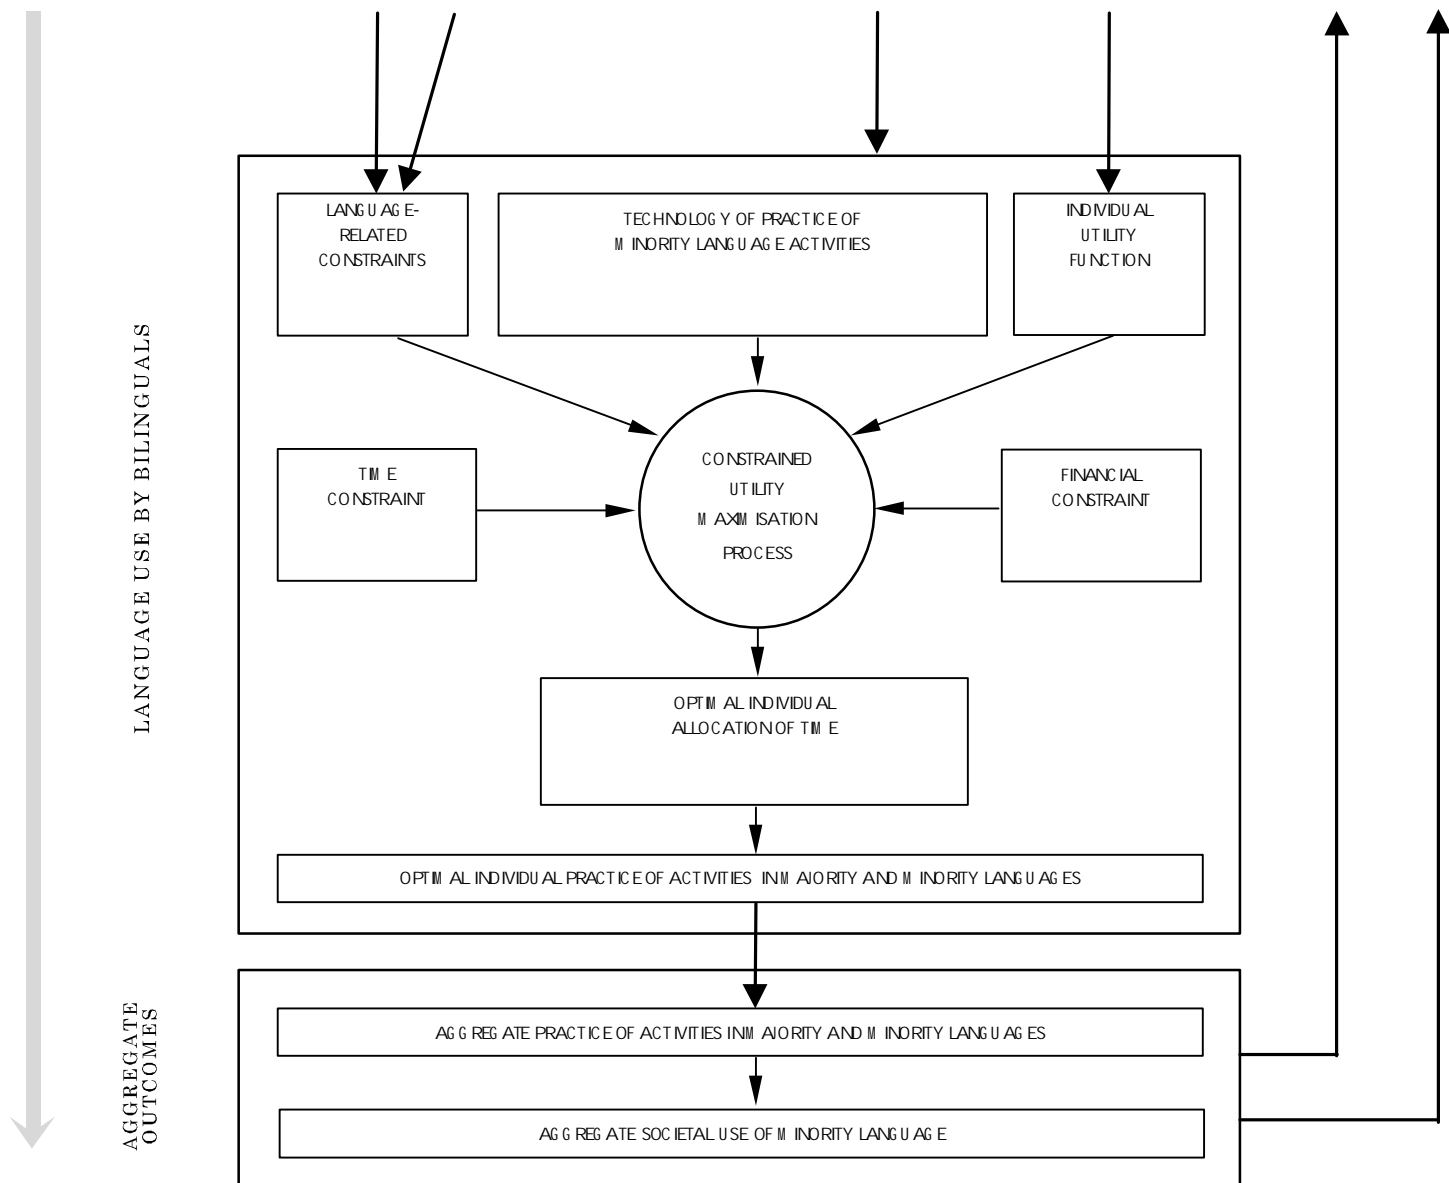 LANGUAGE USE BY BILINGUALS
LANGUAGE-
RELATED
CONSTRAINTS
TECHNOLOGY OF PRACTICE OF
MINORITY LANGUAGE ACTIVITIES
INDIVIDUAL
UTILITY
FUNCTION
TIME
CONSTRAINT
CONSTRAINED
UTILITY
MAXIMISATION
PROCESS
FINANCIAL
CONSTRAINT
OPTIMAL INDIVIDUAL
ALLOCATION OF TIME
OPTIMAL INDIVIDUAL PRACTICE OF ACTIVITIES IN MAJORITY AND MINORITY LANGUAGES
AGGREGATE
OUTCOMES
AGGREGATE PRACTICE OF ACTIVITIES IN MAJORITY AND MINORITY LANGUAGES
AGGREGATE SOCIETAL USE OF MINORITY LANGUAGE